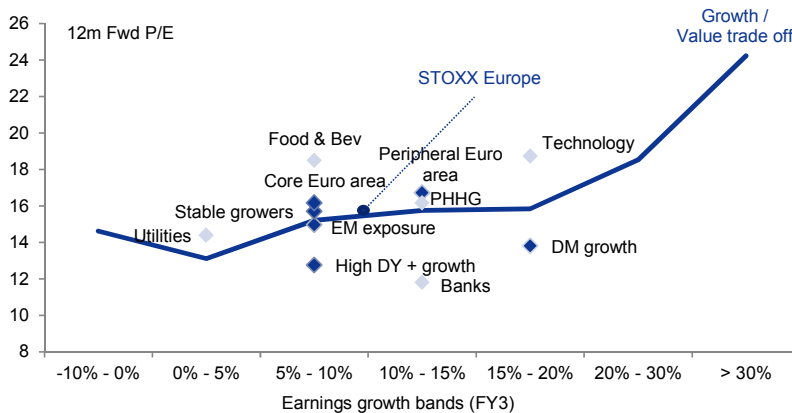 12m Fwd P/E
Growth /
Value trade off
STOXX Europe
26
24
22
20
18
16
14
12
10
8
Food & Bev
Peripheral Euro
area
Technology
Core Euro area
PHHG
Stable growers
Utilities
EM exposure
DM growth
High DY + growth
Banks
-10% - 0%
0% - 5%
5% - 10%
10% - 15%
15% - 20%
20% - 30%
> 30%
Earnings growth bands (FY3)